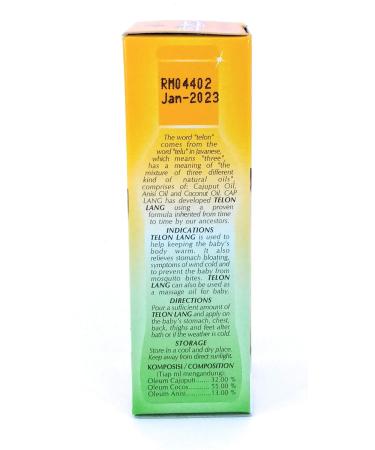 RM04402
Jan-2023
The word "telon"
comes from the
word "telu" in Javanese,
which means "three",
has a meaning of "the
mixture of three different
kind of natural oils",
comprises of: Cajuput Oil,
Anisi Oil and Coconut Oil. CAP
LANG has developed TELON
LANG using a proven
formula inherited from time
to time by our ancestors.
INDICATIONS
TELON LANG is used to
help keeping the baby's
body warm. It also
relieves stomach bloating,
symptoms of wind cold and
to prevent the baby from
mosquito bites. TELON
LANG can also be used as
a massage oil for baby.
DIRECTIONS
Pour a sufficient amount of
TELON LANG and apply on
the baby's stomach, chest,
back, thighs and feet after
bath or if the weather is cold.
STORAGE
Store in a cool and dry place.
Keep away from direct sunlight.
KOMPOSISI / COMPOSITION
(Tiap ml mengandung):
Oleum Cajuputi...... 32.00 %
Oleum Cocos......... 55.00 %
Oleum Anisi........... 13.00 %